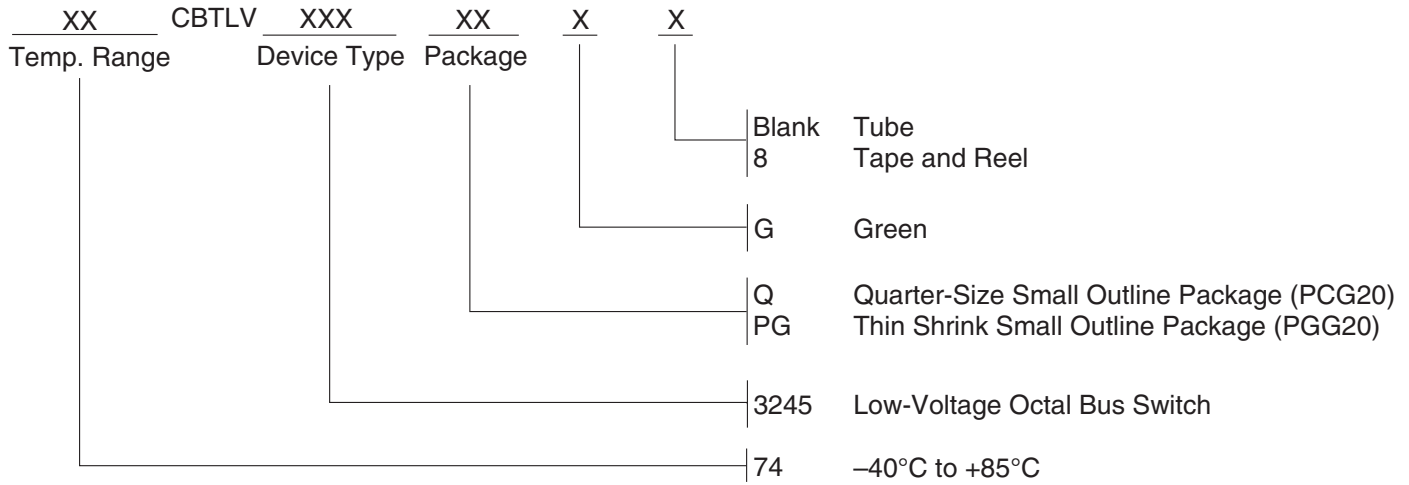 XX CBTLV XXX XX X X
Temp. Range Device Type Package
Blank Tube
8 Tape and Reel
G Green
Q Quarter-Size Small Outline Package (PCG20)
PG Thin Shrink Small Outline Package (PGG20)
3245 Low-Voltage Octal Bus Switch
74 –40°C to +85°C